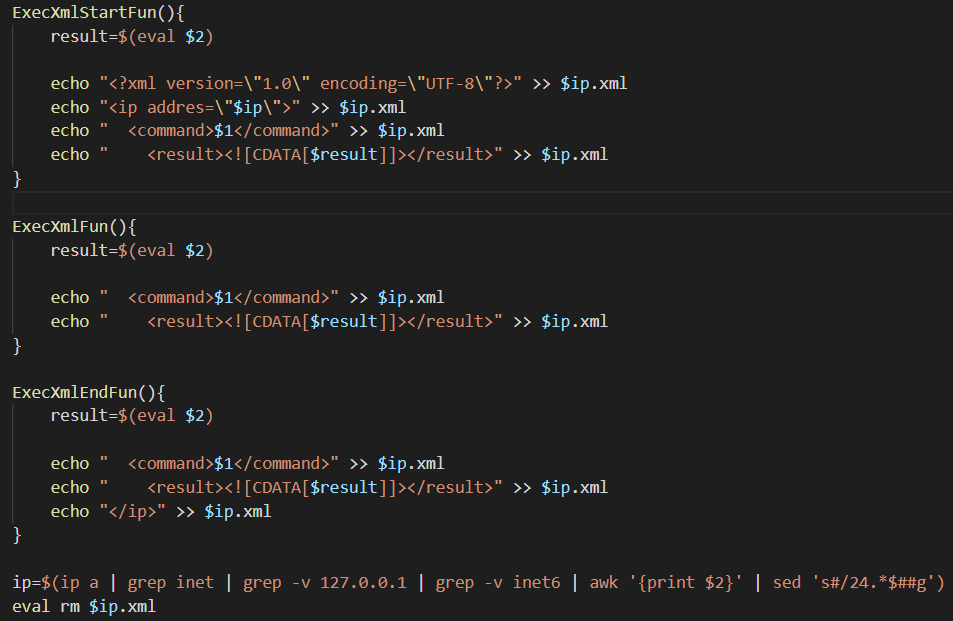 ExecXmlStartFun(){
    result=$(eval $2)
    echo "<?xml version=\"1.0\" encoding=\"UTF-8\"?>" >> $ip.xml
    echo "<ip addres=\"$ip\">" >> $ip.xml
    echo "  <command>$1</command>" >> $ip.xml
    echo "    <result><![CDATA[$result]]></result>" >> $ip.xml
}
ExecXmlFun(){
    result=$(eval $2)
    echo "  <command>$1</command>" >> $ip.xml
    echo "    <result><![CDATA[$result]]></result>" >> $ip.xml
}
ExecXmlEndFun(){
    result=$(eval $2)
    echo "  <command>$1</command>" >> $ip.xml
    echo "    <result><![CDATA[$result]]></result>" >> $ip.xml
    echo "</ip>" >> $ip.xml
}
ip=$(ip a | grep inet | grep -v 127.0.0.1 | grep -v inet6 | awk '{print $2}' | sed 's#/24.*$##g')
eval rm $ip.xml